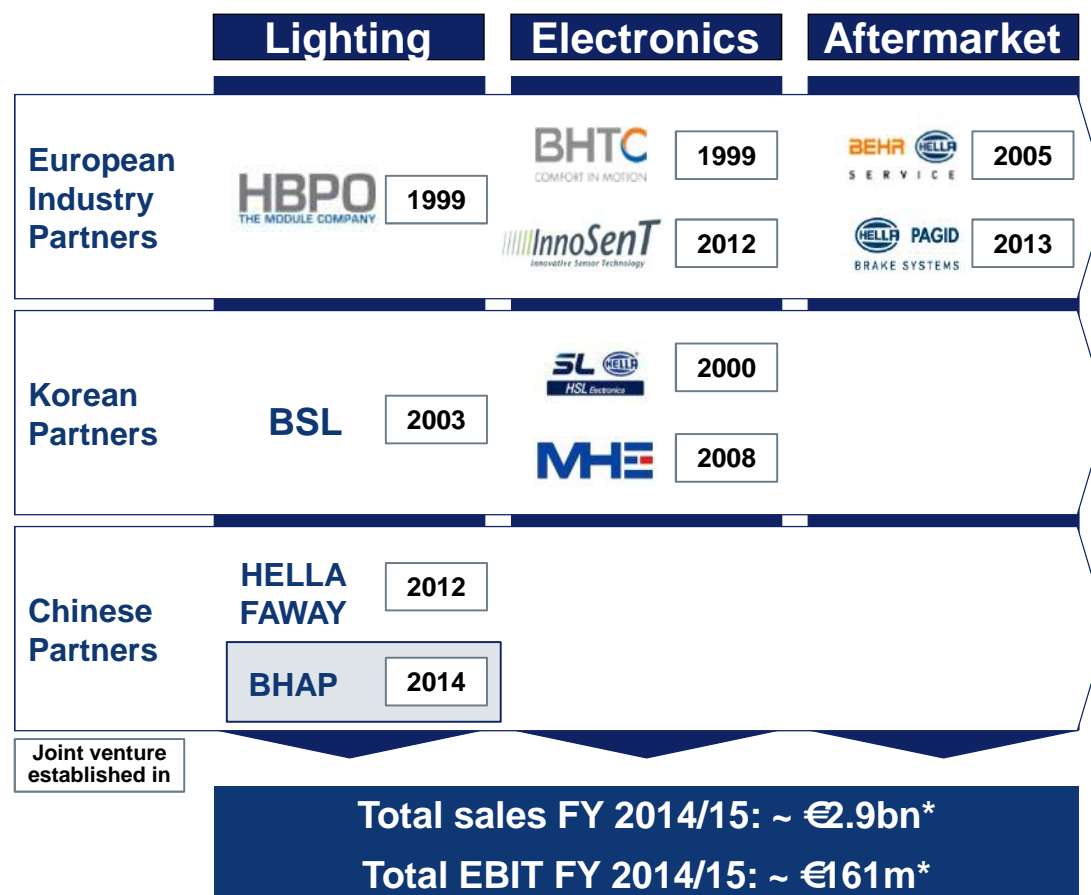 Lighting
Electronics
Aftermarket
European
Industry
Partners
HBPO
THE MODULE COMPANY
1999
BHTC
COMFORT IN MOTION
1999
InnoSenT
Innovative Sensor Technology
2012
BEHR HELLA
SERVICE
2005
HELLA PAGID
BRAKE SYSTEMS
2013
Korean
Partners
BSL
2003
SL HELLA
HSL Electronics
2000
MHE
2008
Chinese
Partners
HELLA
FAWAY
2012
BHAP
2014
Joint venture
established in
Total sales FY 2014/15: ~ €2.9bn*
Total EBIT FY 2014/15: ~ €161m*